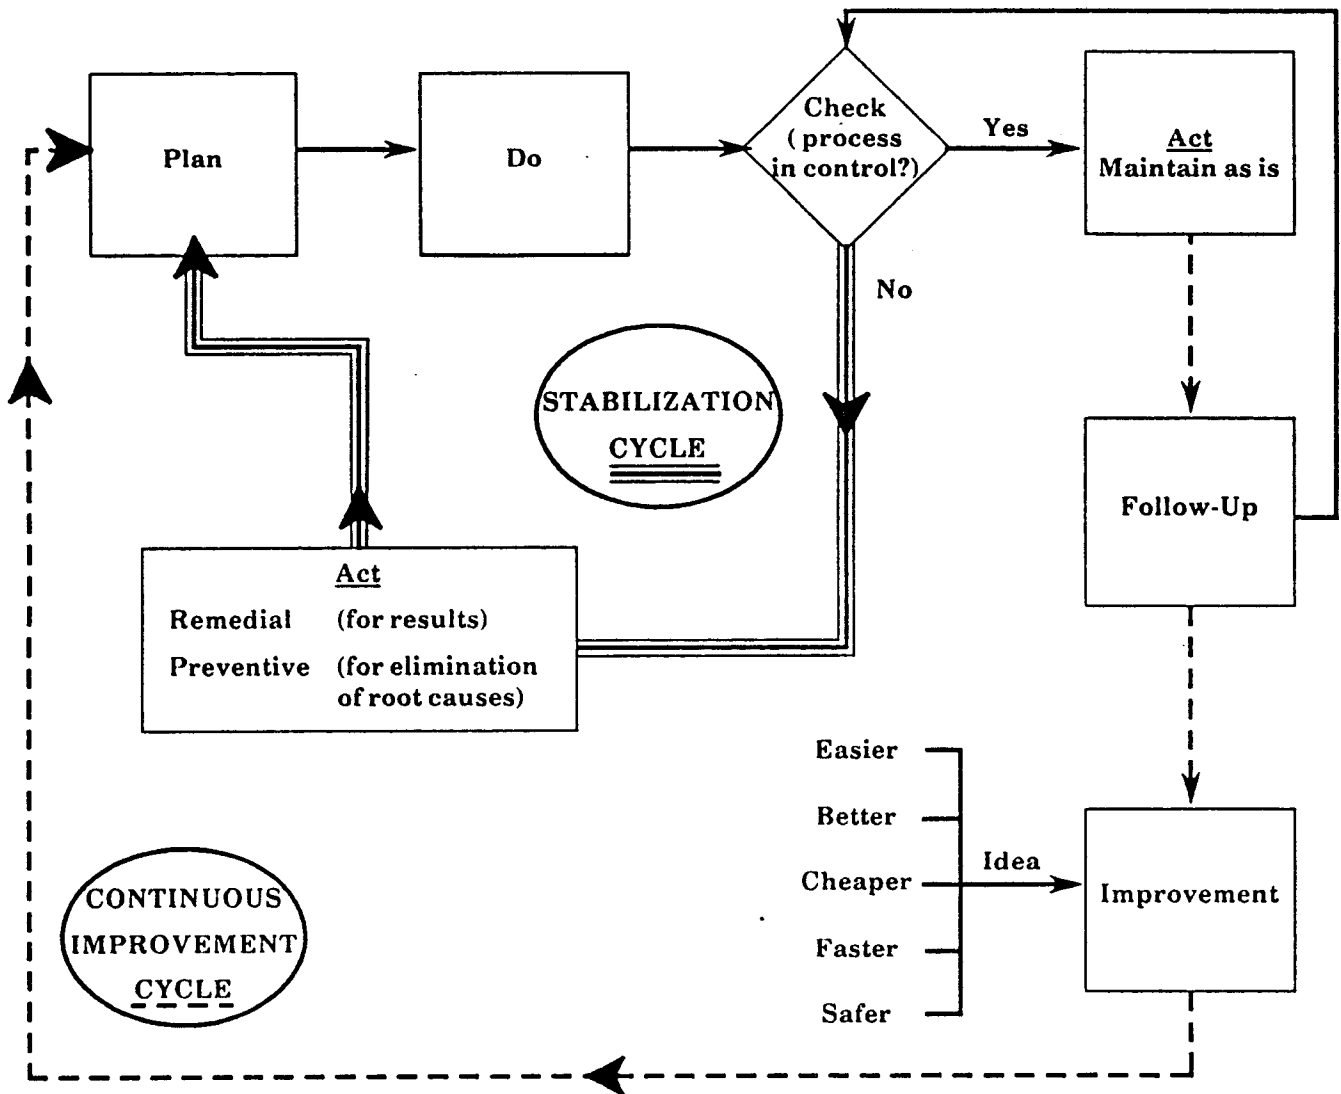 Plan
Do
Check
( process
in control?)
Yes
Act
Maintain as is
No
STABILIZATION
CYCLE
Follow-Up
Act
Remedial (for results)
Preventive (for elimination
of root causes)
Easier
Better
Cheaper
Faster
Safer
Idea
Improvement
CONTINUOUS
IMPROVEMENT
CYCLE